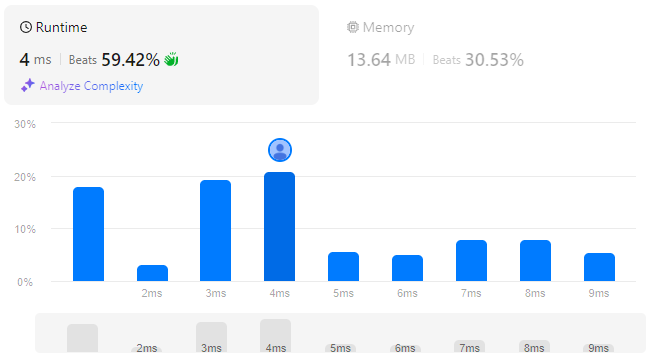 Runtime
4 ms | Beats 59.42%
Analyze Complexity
Memory
13.64 MB | Beats 30.53%
30%
20%
10%
0%
2ms 3ms 4ms 5ms 6ms 7ms 8ms 9ms
2ms 3ms 4ms 5ms 6ms 7ms 8ms 9ms